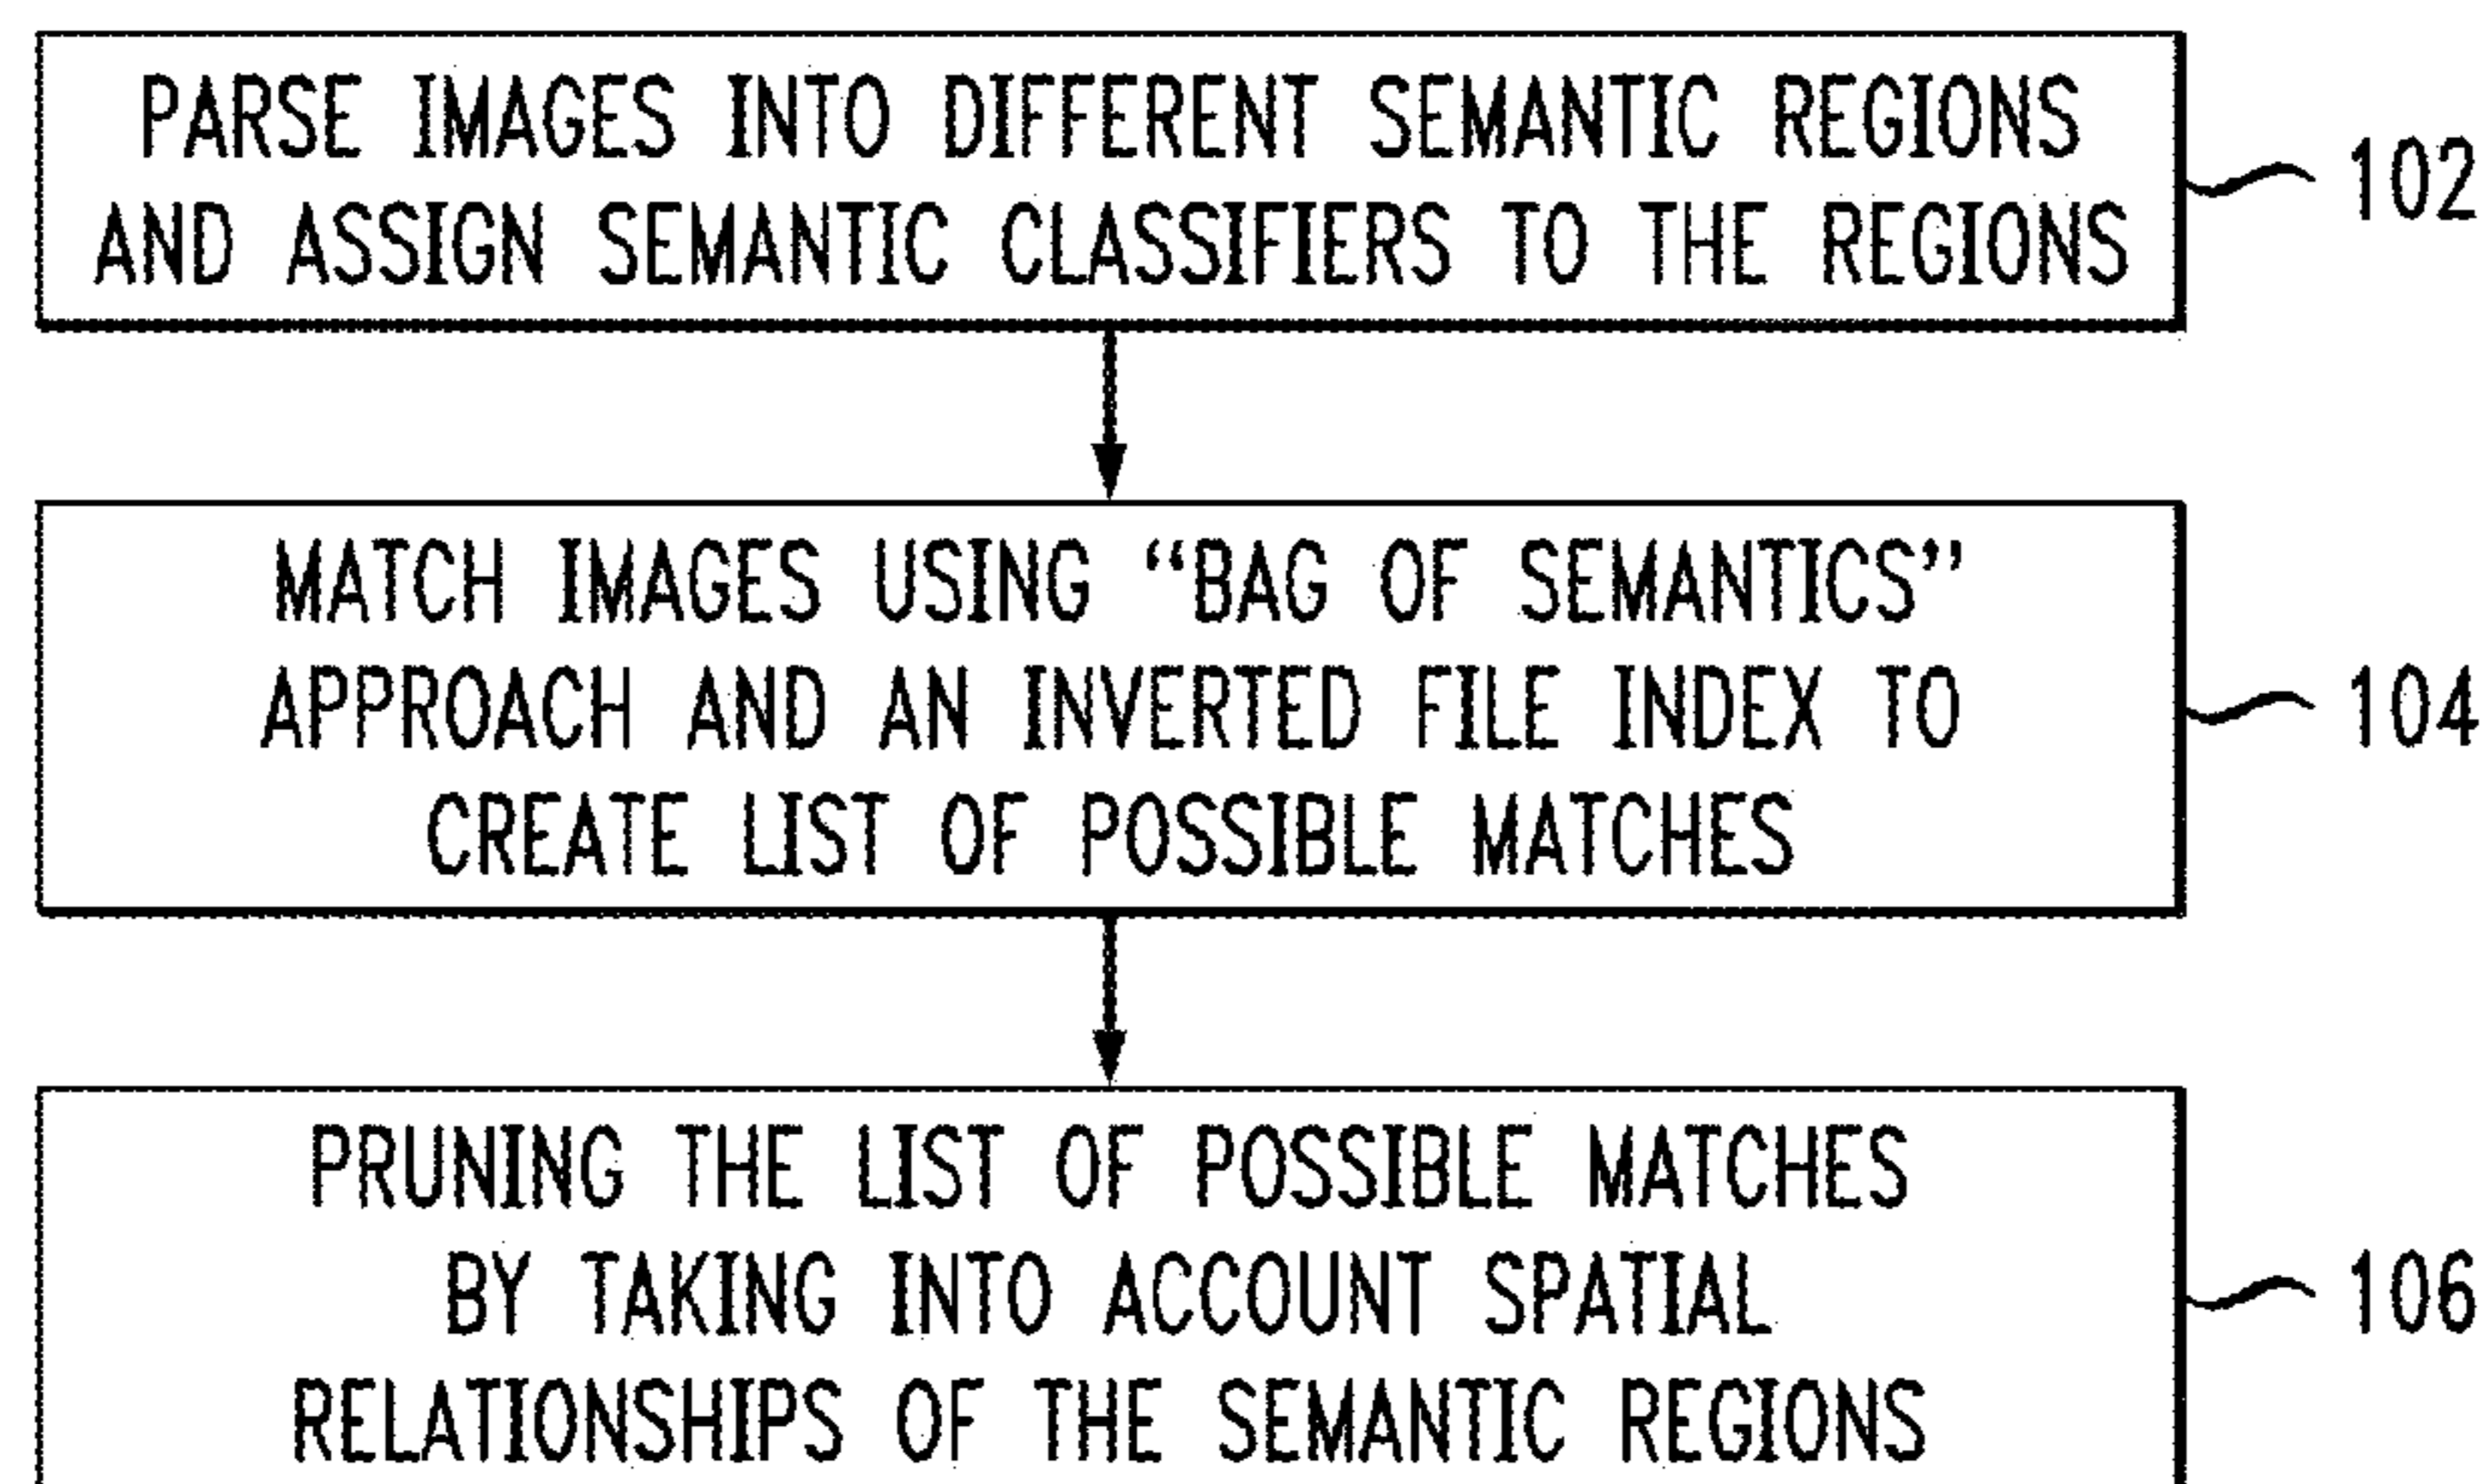 PARSE IMAGES INTO DIFFERENT SEMANTIC REGIONS
AND ASSIGN SEMANTIC CLASSIFIERS TO THE REGIONS
102
MATCH IMAGES USING “BAG OF SEMANTICS”
APPROACH AND AN INVERTED FILE INDEX TO
CREATE LIST OF POSSIBLE MATCHES
104
PRUNING THE LIST OF POSSIBLE MATCHES
BY TAKING INTO ACCOUNT SPATIAL
RELATIONSHIPS OF THE SEMANTIC REGIONS
106